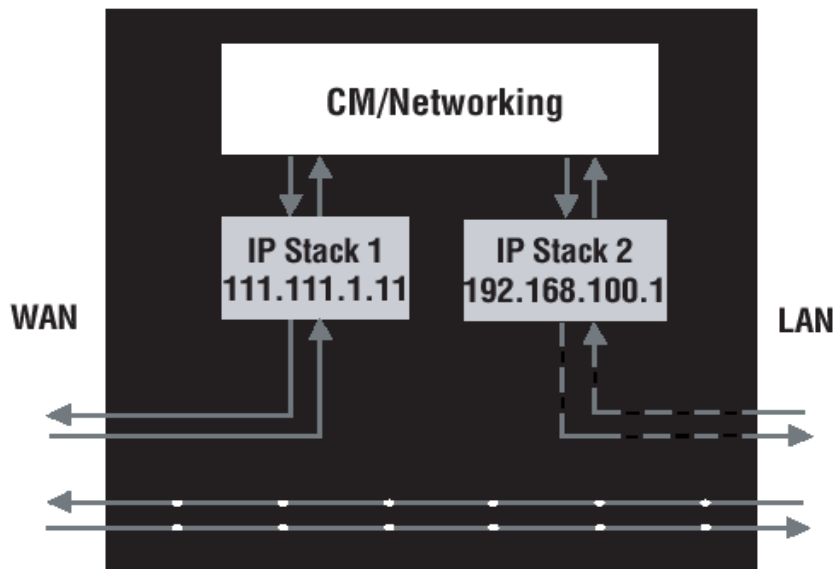 CM/Networking
IP Stack 1
111.111.1.11
IP Stack 2
192.168.100.1
WAN
LAN